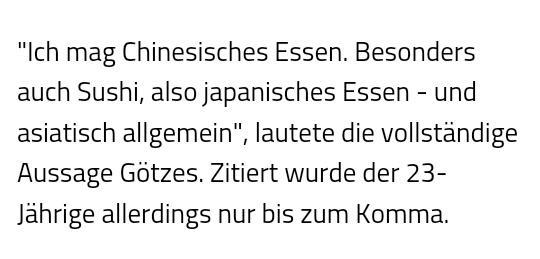 "Ich mag Chinesisches Essen. Besonders
auch Sushi, also japanisches Essen - und
asiatisch allgemein", lautete die vollständige
Aussage Götzes. Zitiert wurde der 23-
Jährige allerdings nur bis zum Komma.